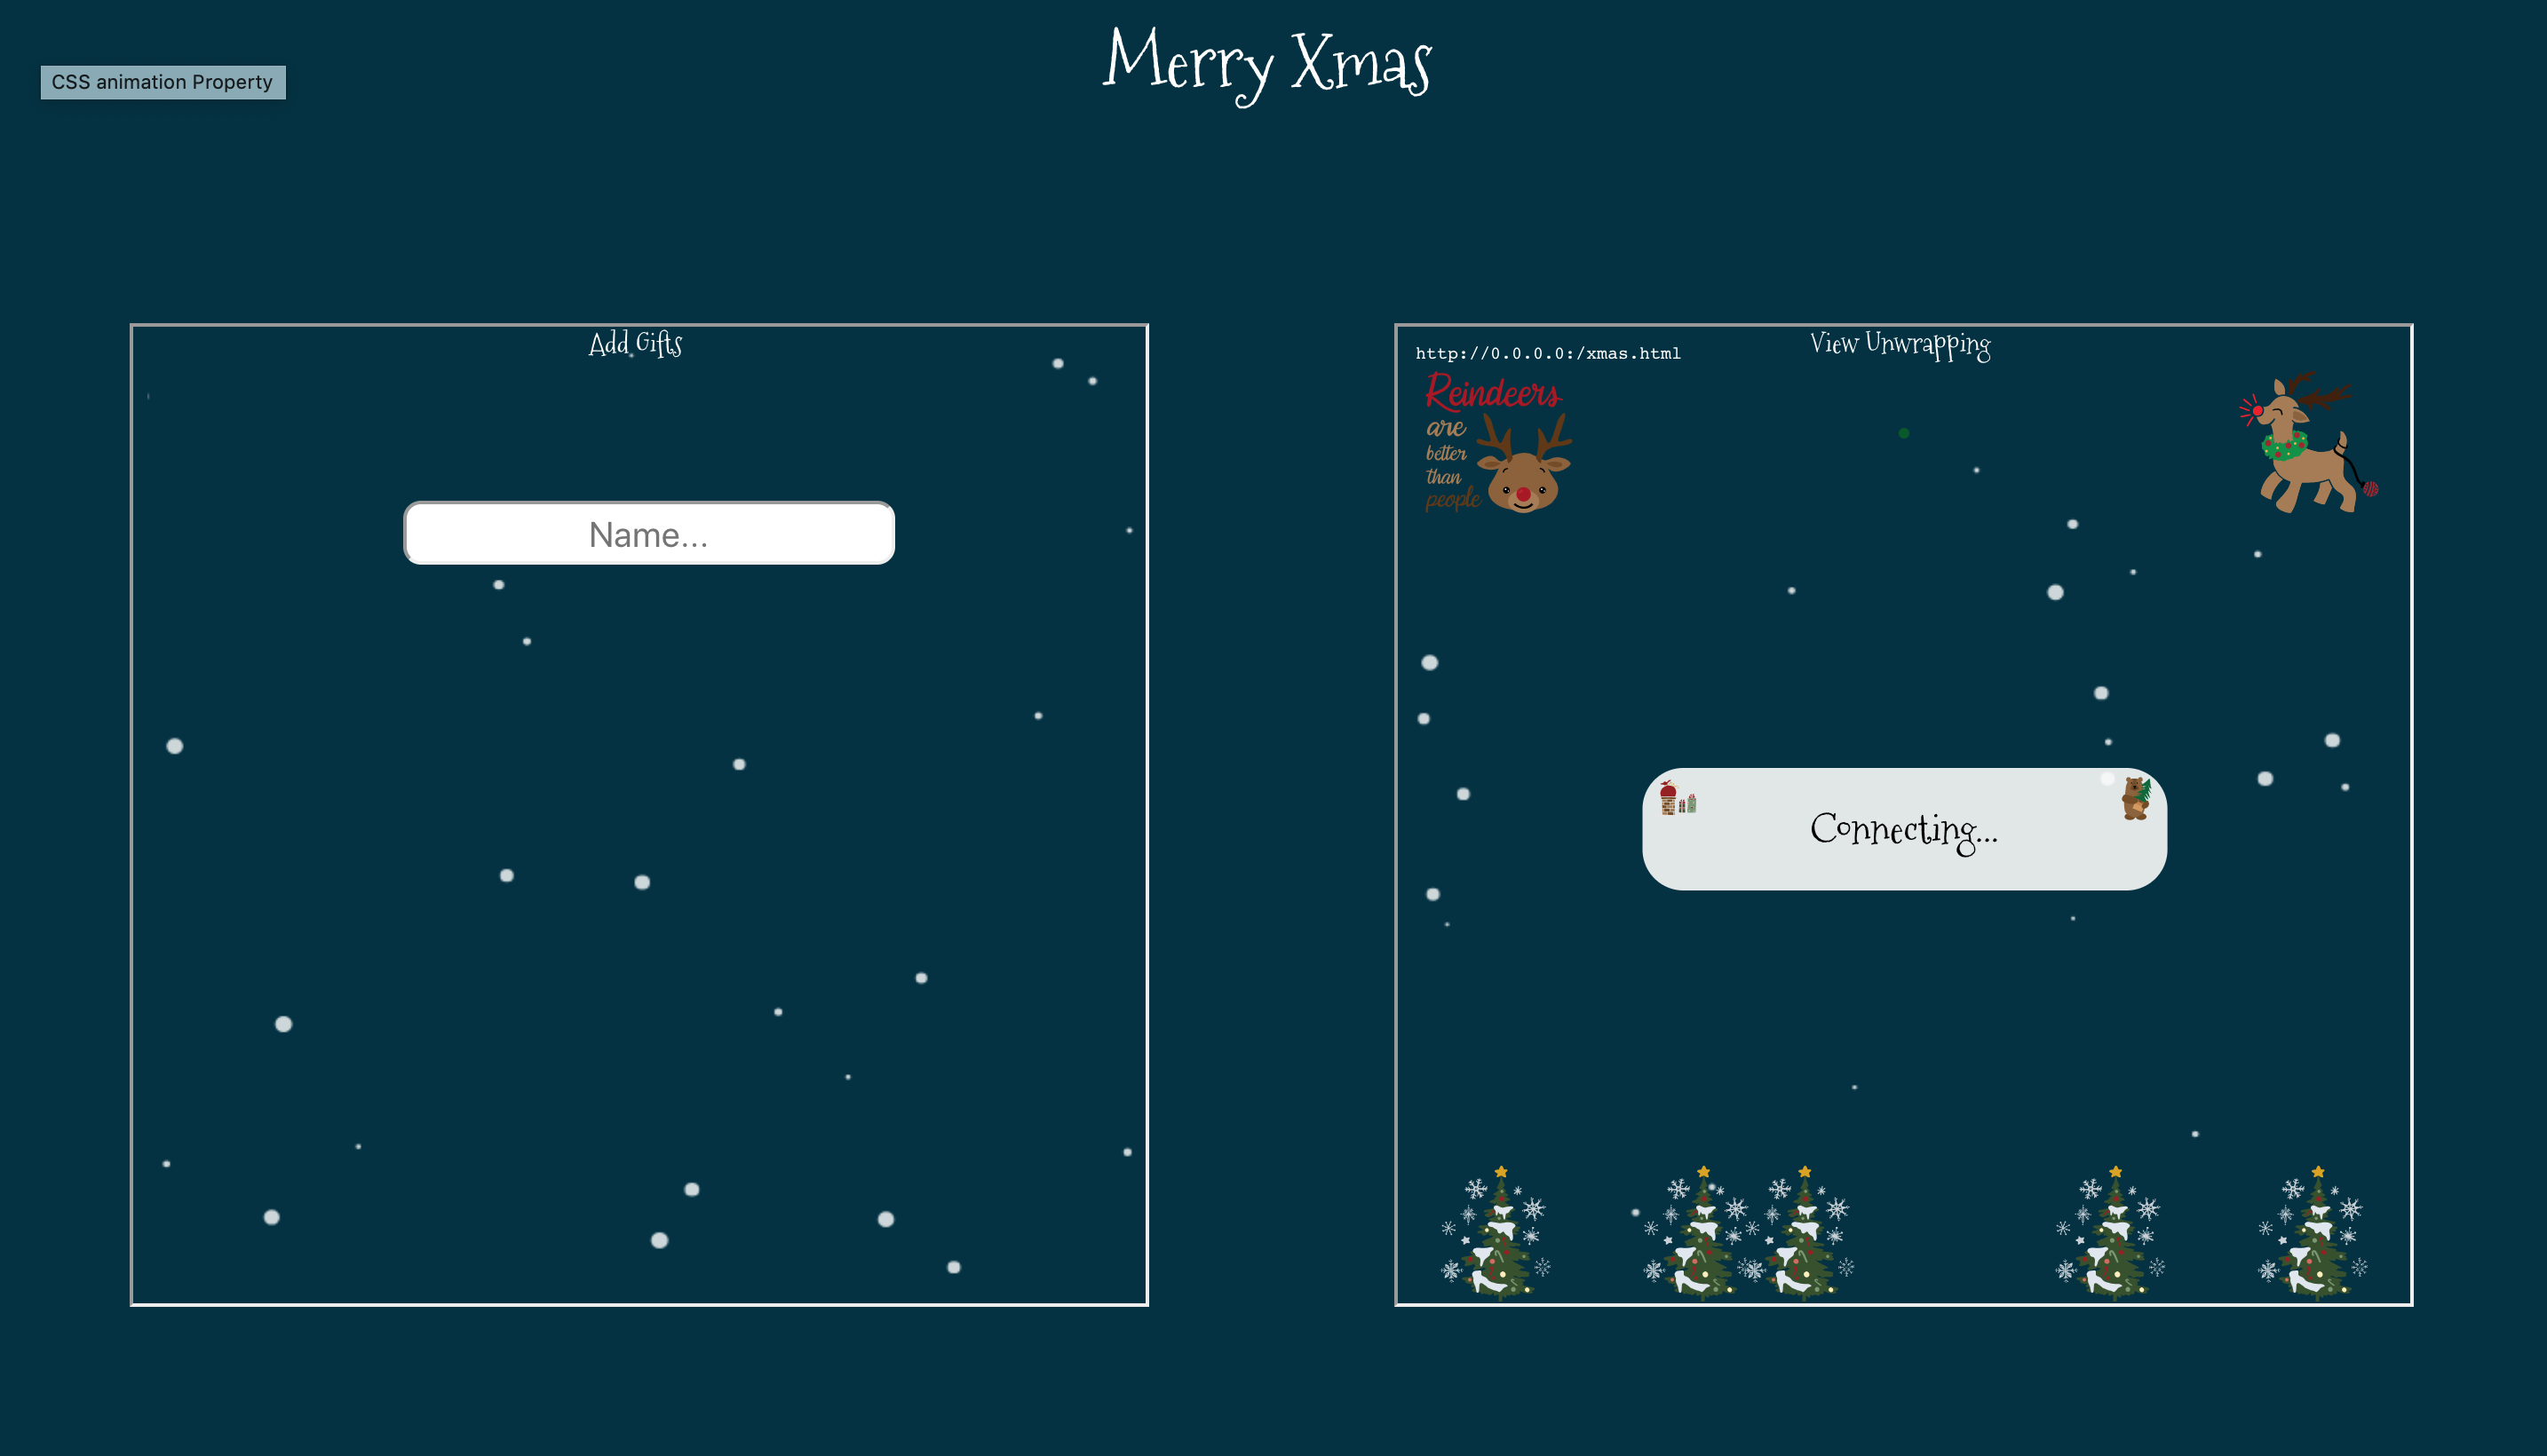 Merry Xmas
CSS animation Property
Add Gifts
Name...
View Unwrapping
http://0.0.0.0:/xmas.html
Reindeers
are
better
than
people
Connecting...